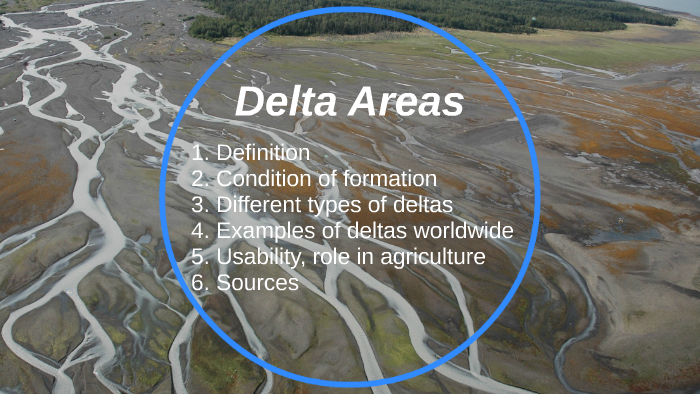 Delta Areas
1. Definition
2. Condition of formation
3. Different types of deltas
4. Examples of deltas worldwide
5. Usability, role in agriculture
6. Sources